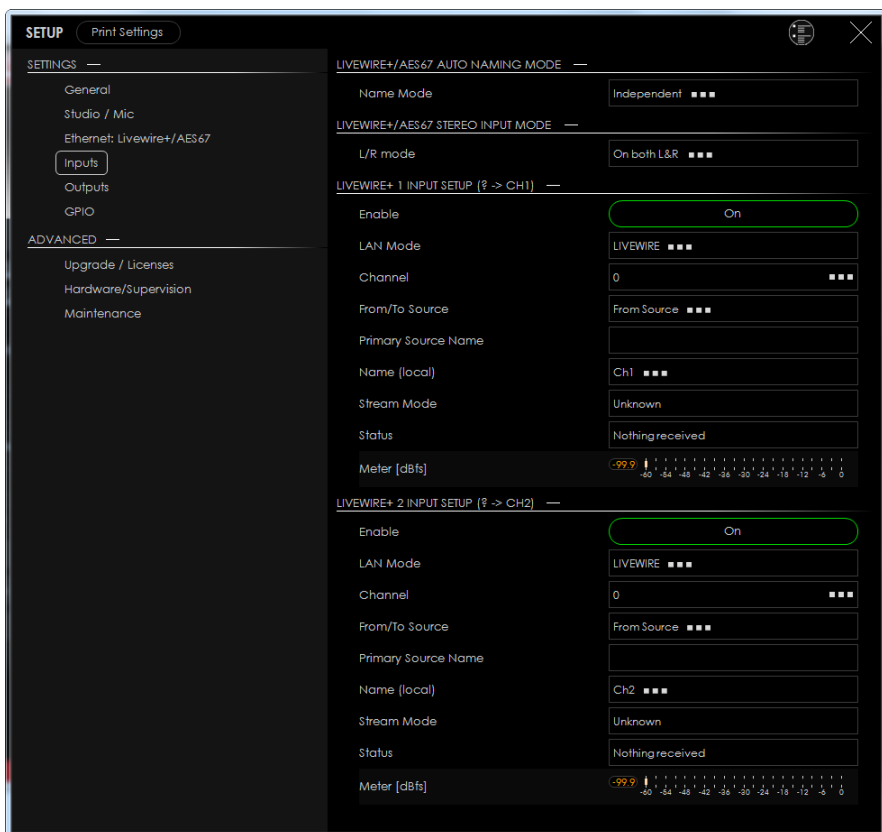 SETUP Print Settings
SETTINGS
General
Studio / Mic
Ethernet: Livewire+/AES67
Inputs
Outputs
GPIO
ADVANCED
Upgrade / Licenses
Hardware/Supervision
Maintenance
LIVEWIRE+/AES67 AUTO NAMING MODE
Name Mode Independent
LIVEWIRE+/AES67 STEREO INPUT MODE
L/R mode On both L&R
LIVEWIRE+ 1 INPUT SETUP (? -> CH1)
Enable On
LAN Mode LIVEWIRE
Channel 0
From/To Source From Source
Primary Source Name
Name (local) Ch1
Stream Mode Unknown
Status Nothing received
Meter [dBfs] -99.9
-60 -54 -48 -42 -36 -30 -24 -18 -12 -6 0
LIVEWIRE+ 2 INPUT SETUP (? -> CH2)
Enable On
LAN Mode LIVEWIRE
Channel 0
From/To Source From Source
Primary Source Name
Name (local) Ch2
Stream Mode Unknown
Status Nothing received
Meter [dBfs] -99.9
-60 -54 -48 -42 -36 -30 -24 -18 -12 -6 0